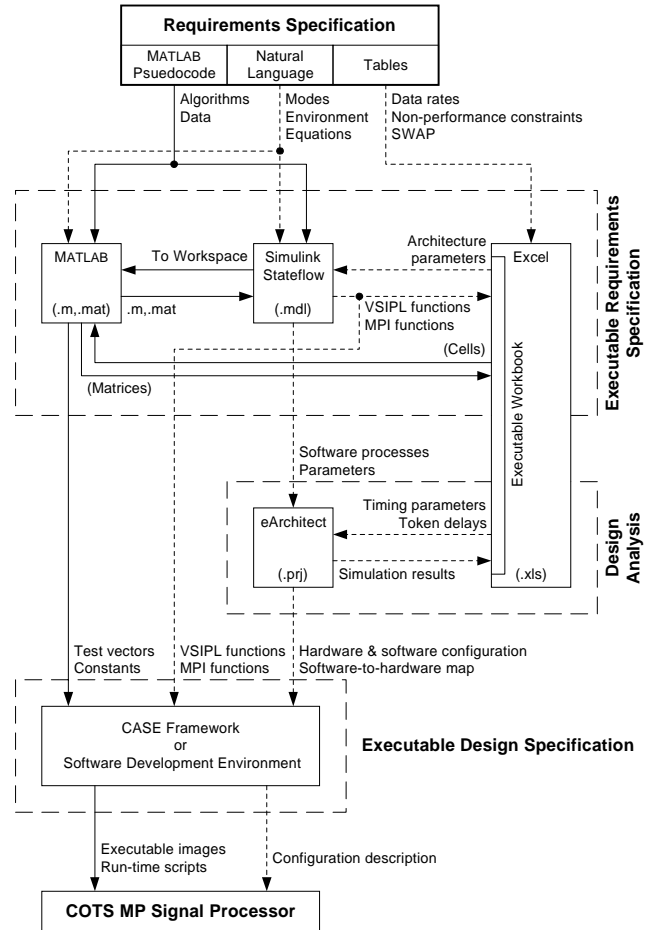 Requirements Specification
MATLAB
Psuedocode
Natural
Language
Tables
Algorithms
Data
Modes
Environment
Equations
Data rates
Non-performance constraints
SWAP
MATLAB
(.m,.mat)
To Workspace
.m,.mat
Simulink
Stateflow
(.mdl)
Architecture
parameters
Excel
VSIPL functions
MPI functions
(Cells)
(Matrices)
Executable Workbook
Executable Requirements
Specification
Software processes
Parameters
eArchitect
(.prj)
Timing parameters
Token delays
Simulation results
(.xls)
Design
Analysis
Test vectors
Constants
VSIPL functions
MPI functions
Hardware & software configuration
Software-to-hardware map
CASE Framework
or
Software Development Environment
Executable Design Specification
Executable images
Run-time scripts
Configuration description
COTS MP Signal Processor